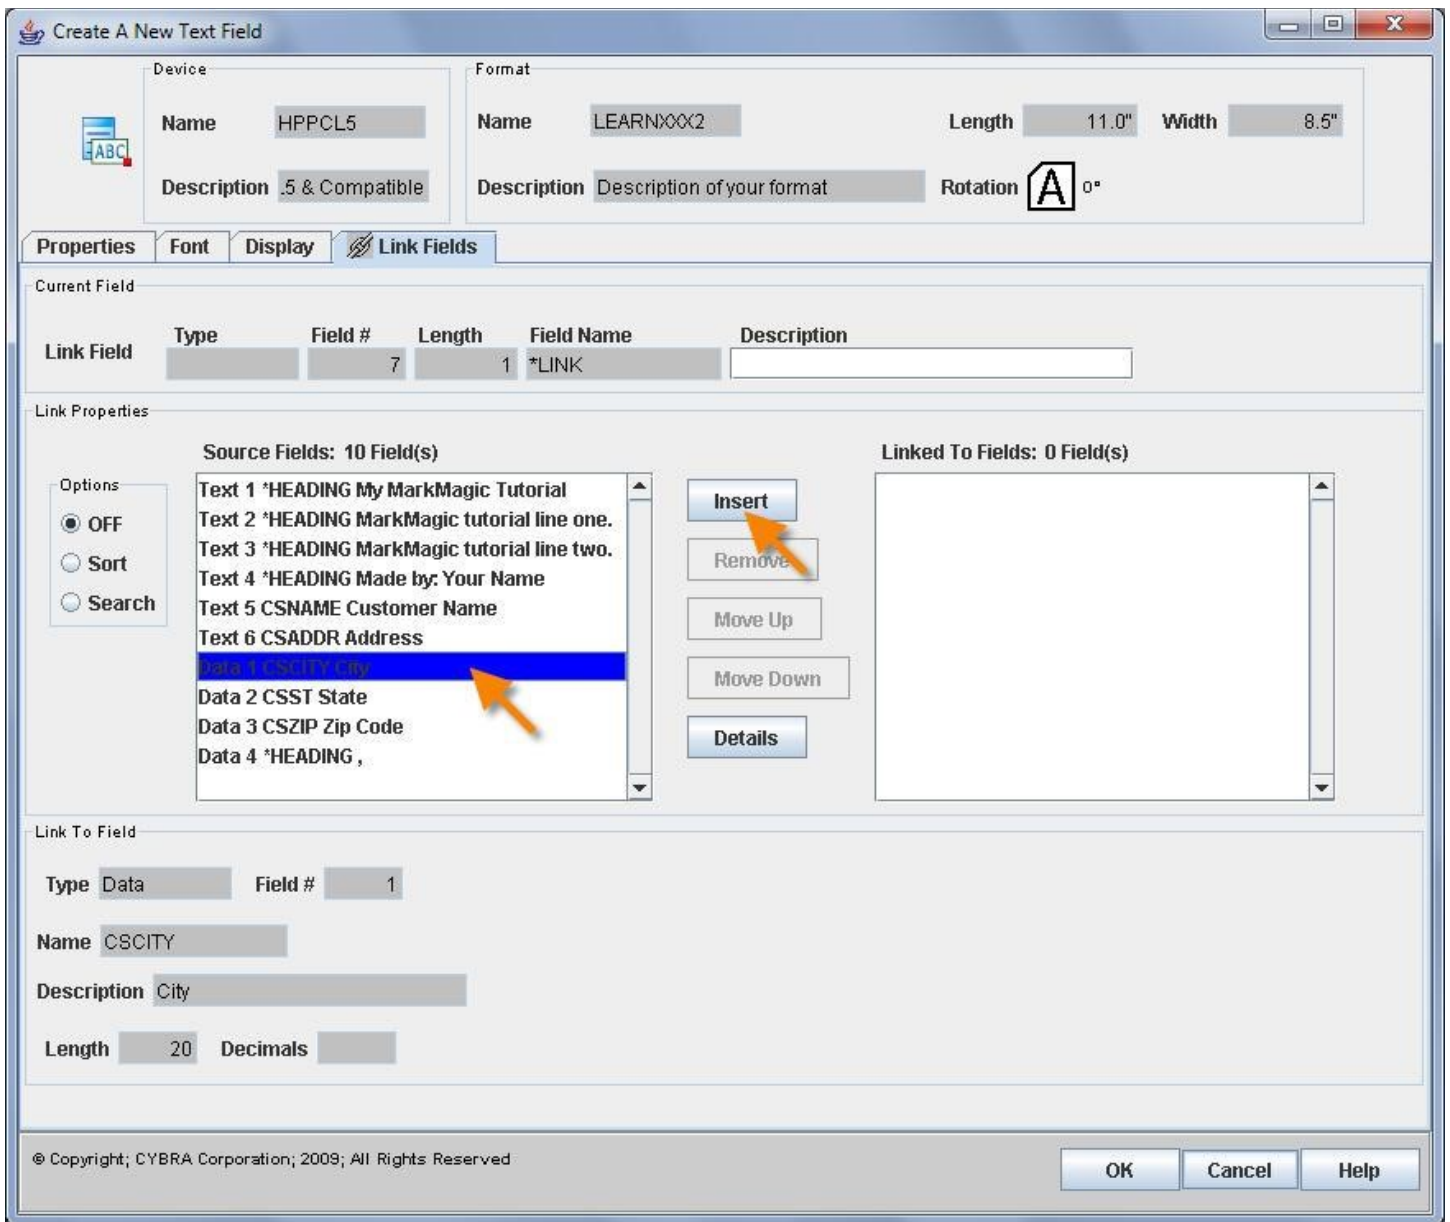 Create A New Text Field
Device
Format
Name HPPCL5
Name LEARNXXX2 Length 11.0" Width 8.5"
ABC
Description .5 & Compatible
Description Description of your format Rotation A 0°
Properties Font Display Link Fields
Current Field
Type Field # Length Field Name Description
Link Field 7 1 *LINK
Link Properties
Source Fields: 10 Field(s)
Linked To Fields: 0 Field(s)
Options
OFF
Sort
Search
Text 1 *HEADING My MarkMagic Tutorial
Text 2 *HEADING MarkMagic tutorial line one.
Text 3 *HEADING MarkMagic tutorial line two.
Text 4 *HEADING Made by: Your Name
Text 5 CSNAME Customer Name
Text 6 CSADDR Address
Data 1 CSCITY City
Data 2 CSST State
Data 3 CSZIP Zip Code
Data 4 *HEADING ,
Insert
Remove
Move Up
Move Down
Details
Link To Field
Type Data Field # 1
Name CSCITY
Description City
Length 20 Decimals
© Copyright; CYBRA Corporation; 2009; All Rights Reserved
OK Cancel Help